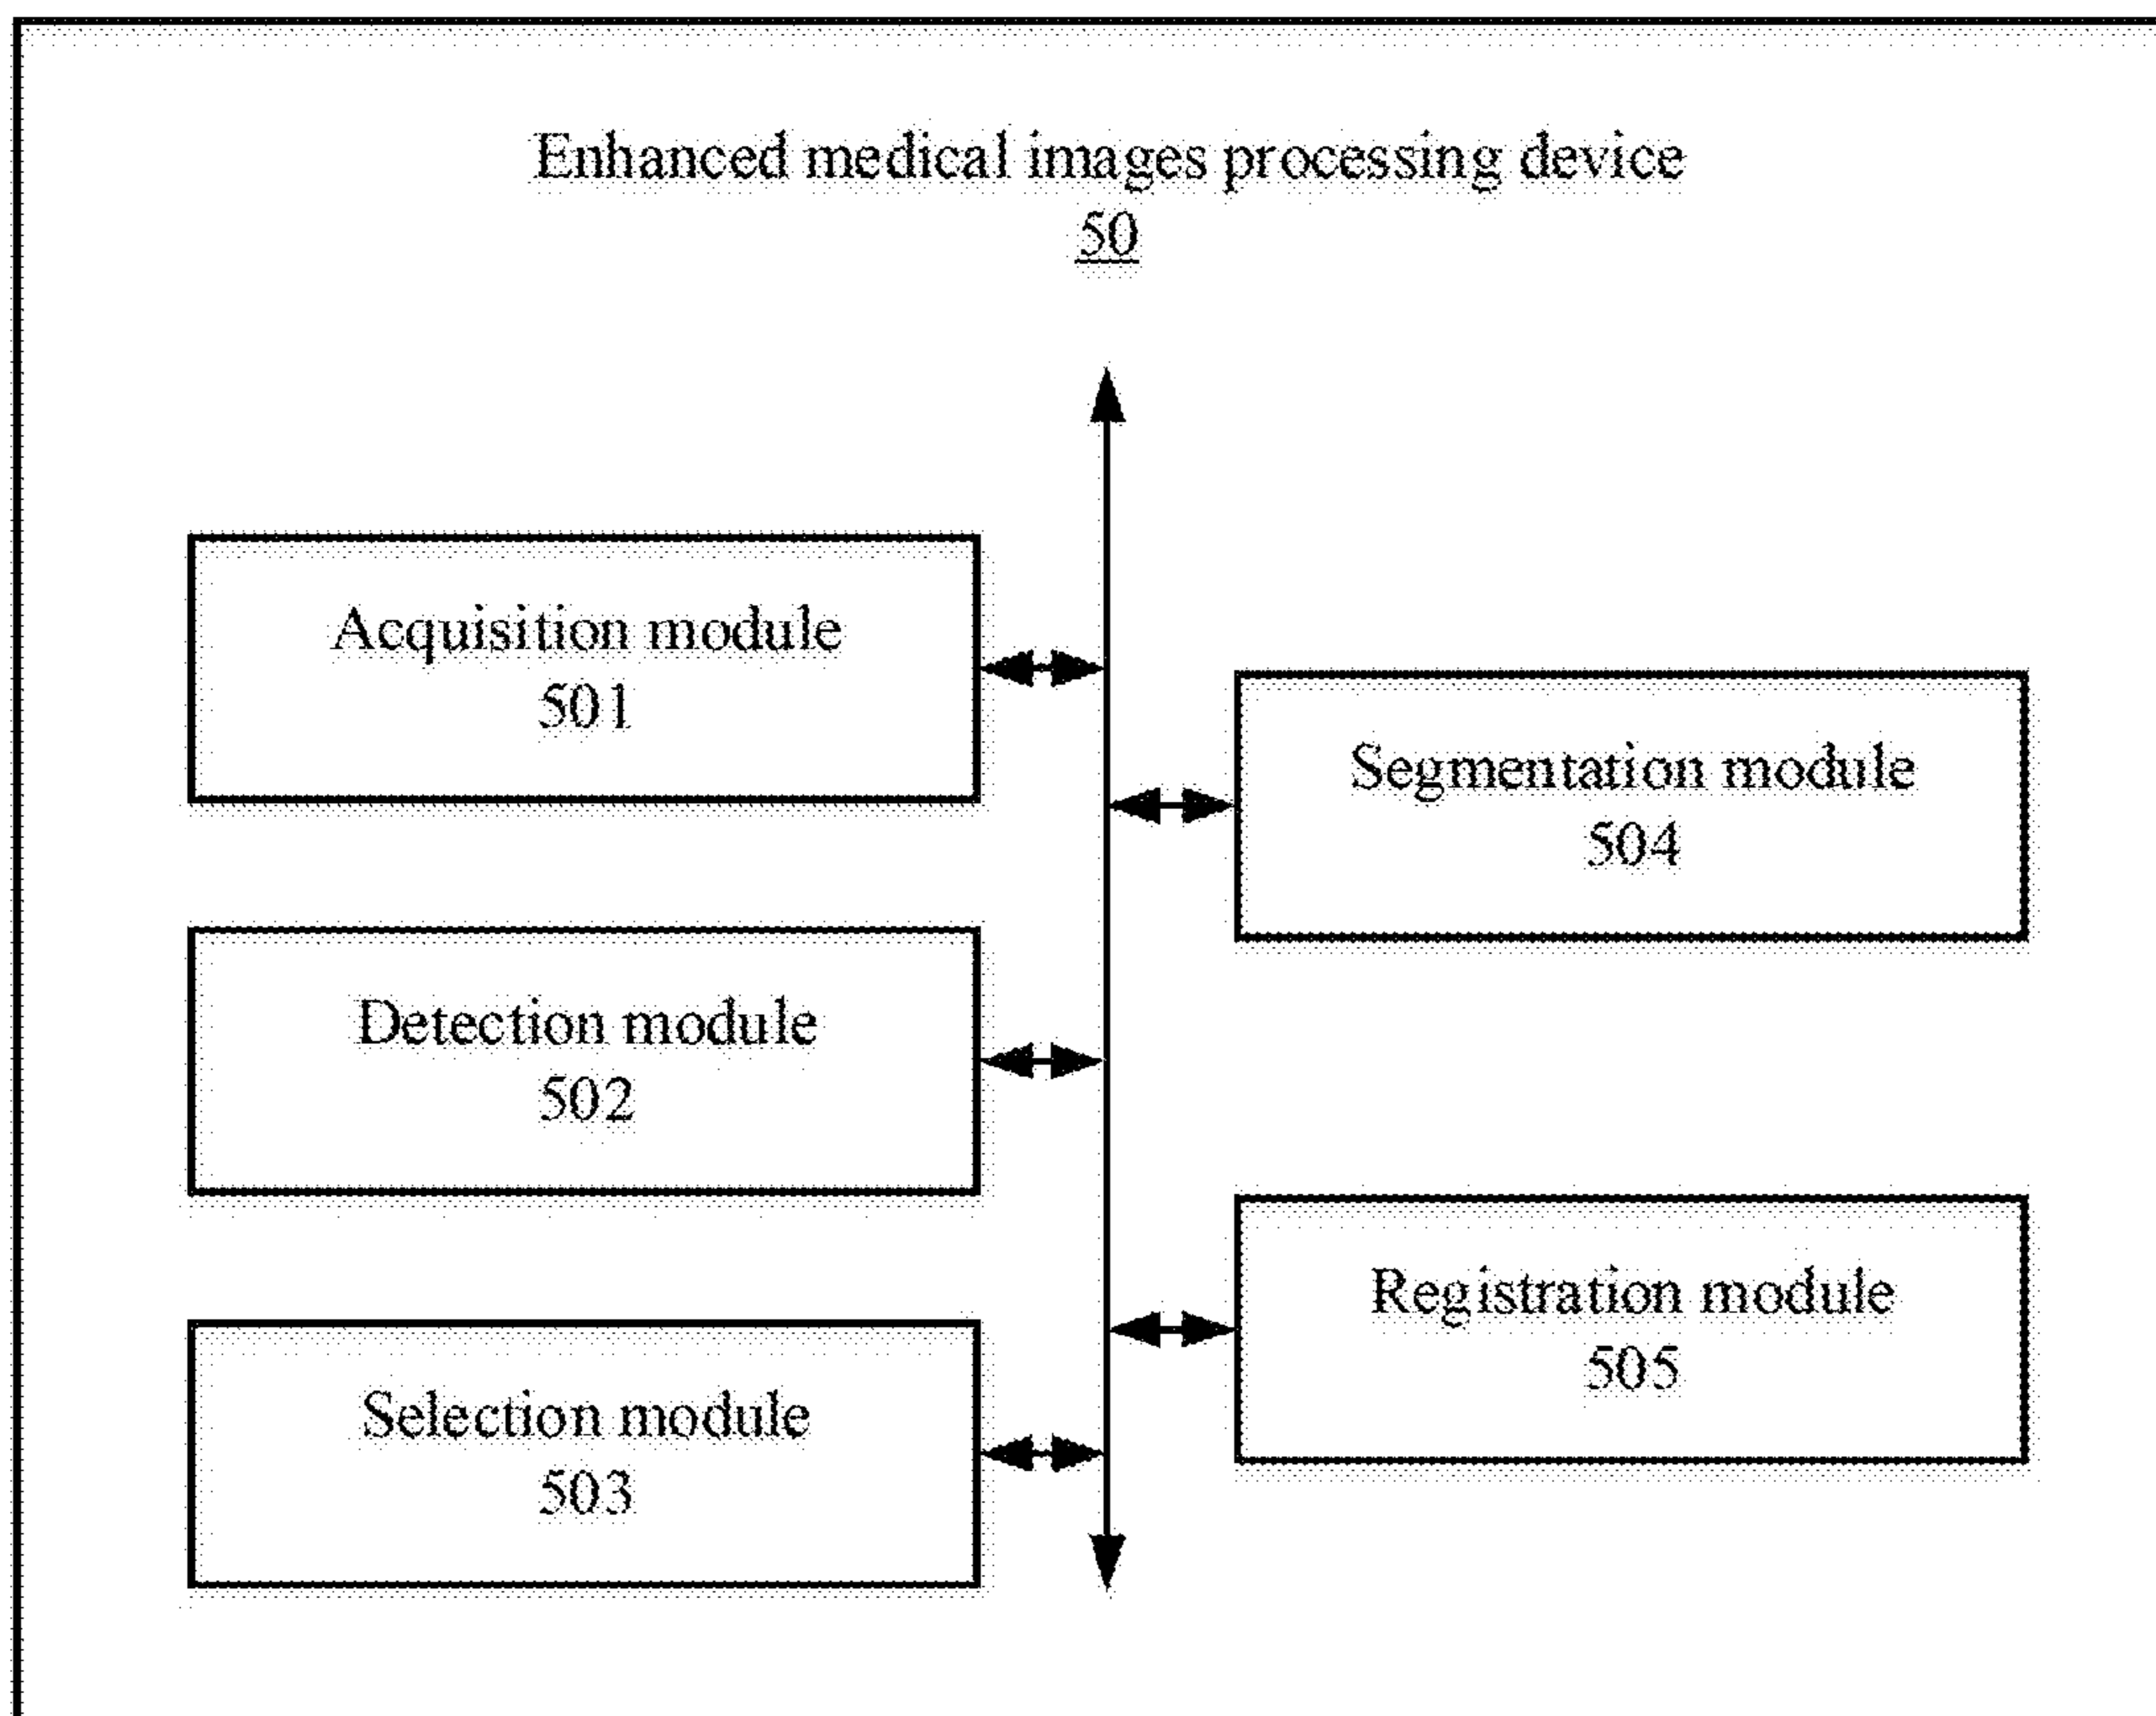 Enhanced medical images processing device
50
Acquisition module
501
Segmentation module
504
Detection module
502
Registration module
505
Selection module
503